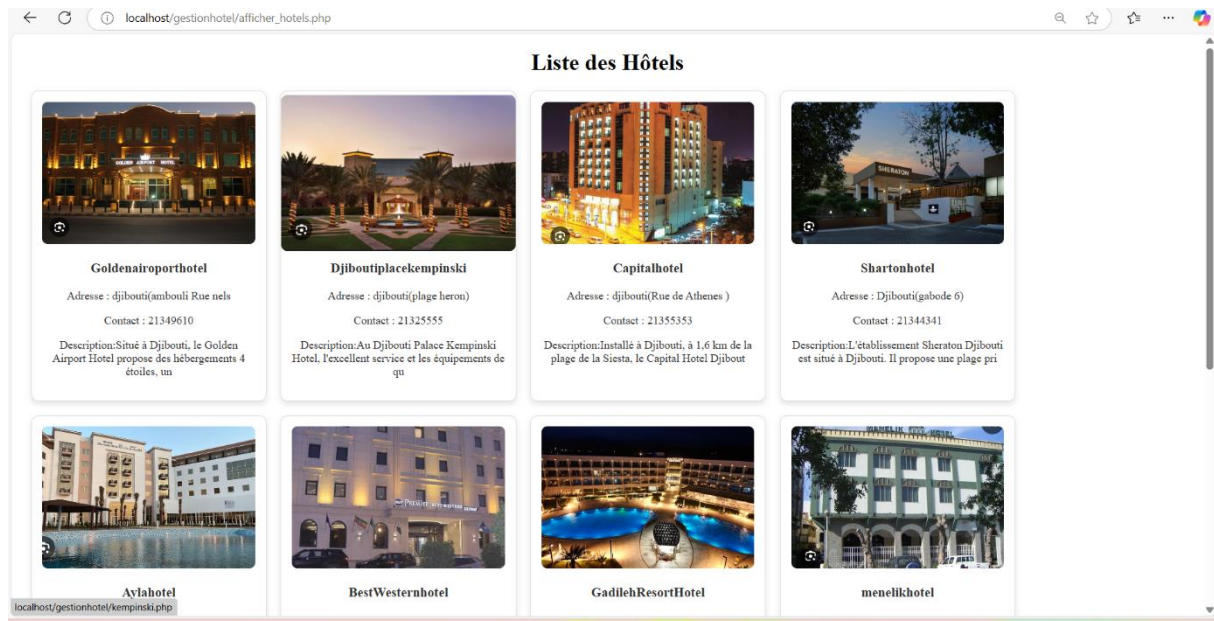 localhost/gestionhotel/afficher_hotels.php
Liste des Hôtels
GOLDEN AIRPORT HOTEL
SHERATON
Goldenairoporthotel
Djiboutiplacekempinski
Capitalhotel
Shartonhotel
Adresse : djibouti(ambouli Rue nels
Adresse : djibouti(plage heron)
Adresse : djibouti(Rue de Athenes )
Adresse : Djibouti(gabode 6)
Contact : 21349610
Contact : 21325555
Contact : 21355353
Contact : 21344341
Description:Situé à Djibouti, le Golden
Airport Hotel propose des hébergements 4
étoiles, un
Description:Au Djibouti Palace Kempinski
Hotel, l'excellent service et les équipements de
qu
Description:Installé à Djibouti, à 1,6 km de la
plage de la Siesta, le Capital Hotel Djibout
Description:L'établissement Sheraton Djibouti
est situé à Djibouti. Il propose une plage pri
Aylahotel
BestWesternhotel
GadilehResortHotel
menelikhotel
localhost/gestionhotel/kempinski.php